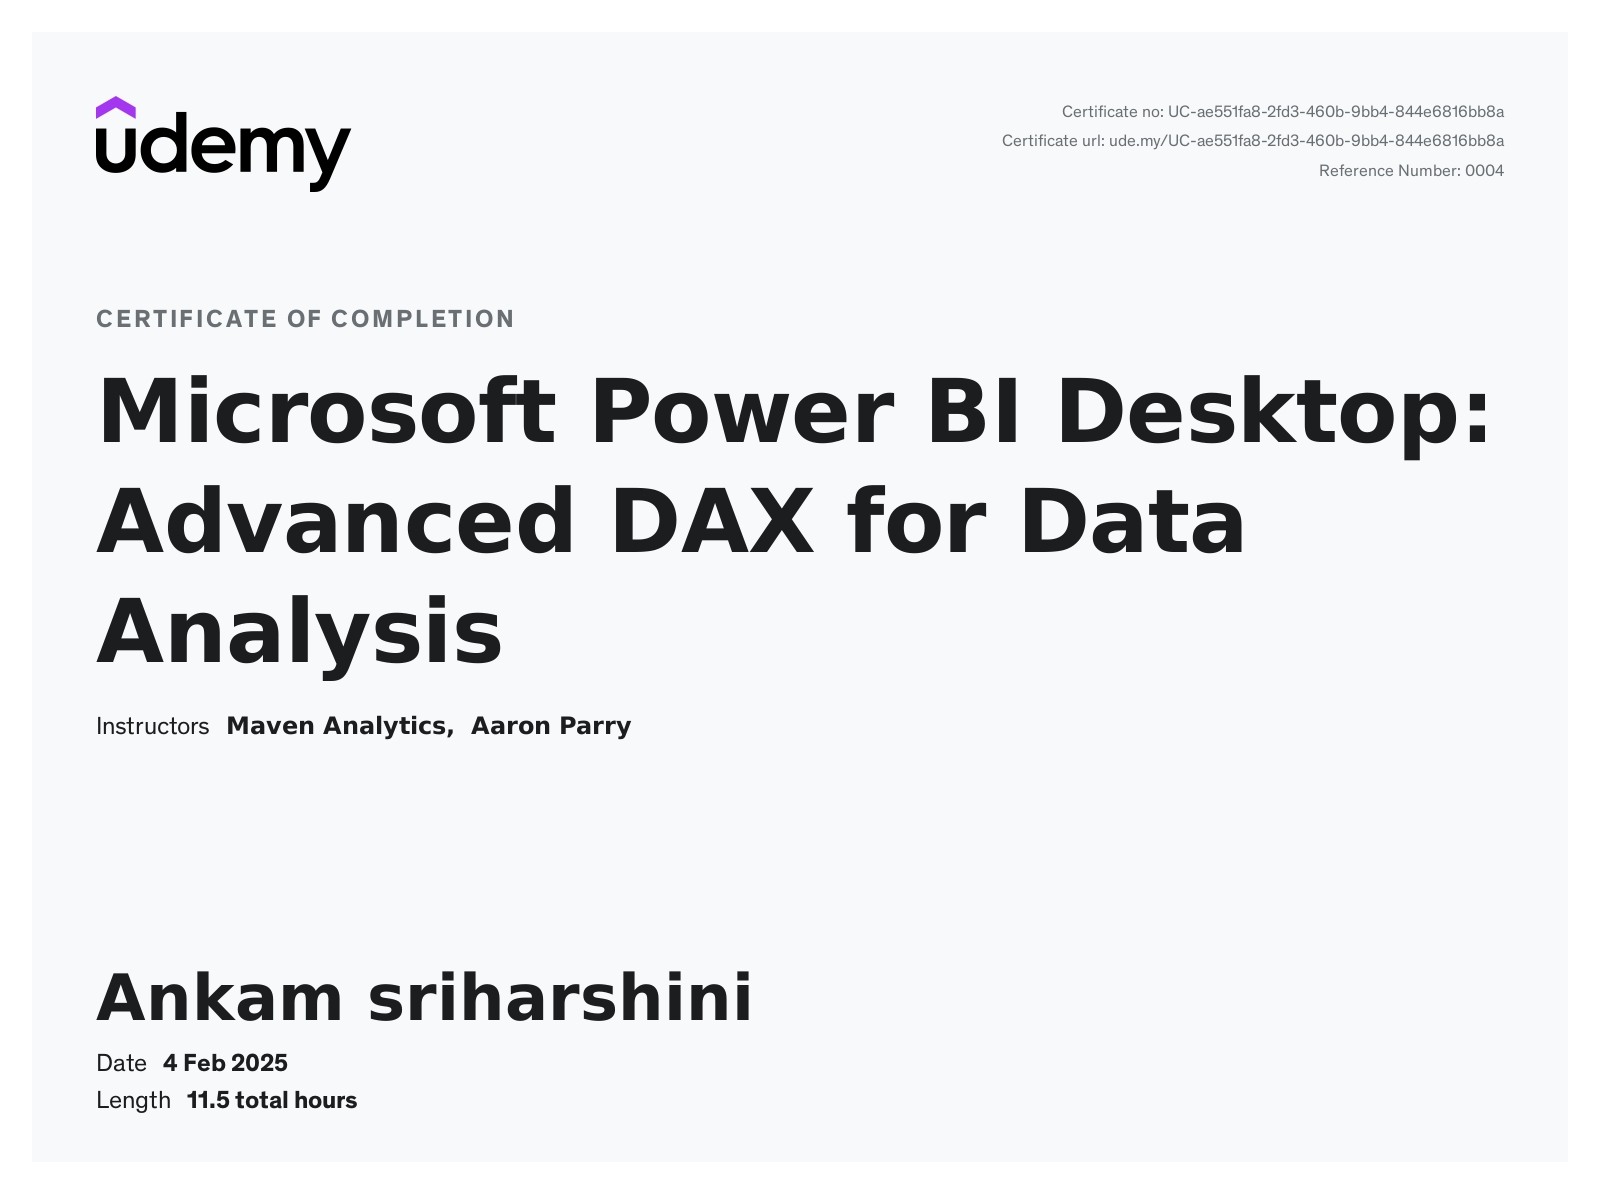 udemy
Certificate no: UC-ae551fa8-2fd3-460b-9bb4-844e6816bb8a
Certificate url: ude.my/UC-ae551fa8-2fd3-460b-9bb4-844e6816bb8a
Reference Number: 0004
CERTIFICATE OF COMPLETION
Microsoft Power BI Desktop:
Advanced DAX for Data
Analysis
Instructors Maven Analytics, Aaron Parry
Ankam sriharshini
Date 4 Feb 2025
Length 11.5 total hours